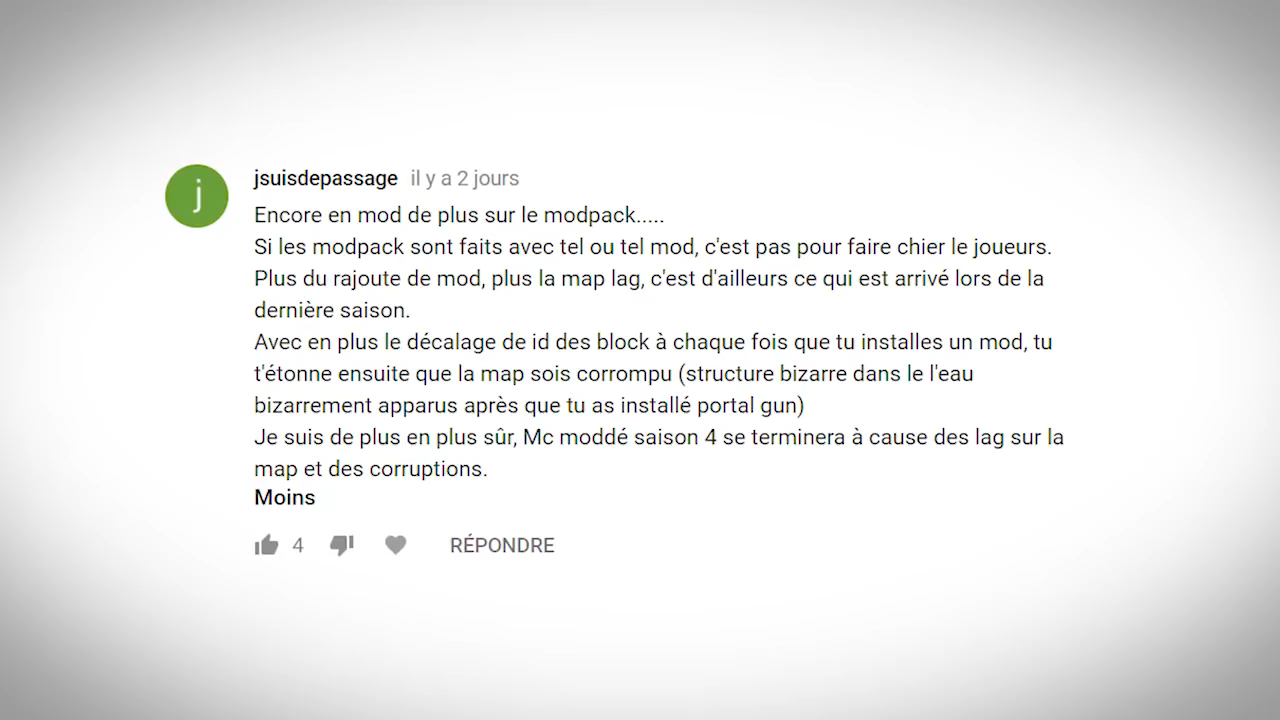 j
jsuisdepassage il y a 2 jours
Encore en mod de plus sur le modpack.....
Si les modpack sont faits avec tel ou tel mod, c'est pas pour faire chier le joueurs.
Plus du rajoute de mod, plus la map lag, c'est d'ailleurs ce qui est arrivé lors de la
dernière saison.
Avec en plus le décalage de id des block à chaque fois que tu installes un mod, tu
t'étonne ensuite que la map sois corrompu (structure bizarre dans le l'eau
bizarrement apparus après que tu as installé portal gun)
Je suis de plus en plus sûr, Mc moddé saison 4 se terminera à cause des lag sur la
map et des corruptions.
Moins
4 RÉPONDRE